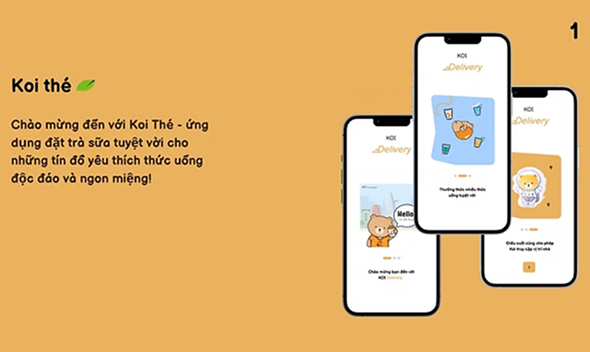 1
Koi thé
Chào mừng đến với Koi Thé - ứng
dụng đặt trà sữa tuyệt vời cho
những tín đồ yêu thích thức uống
độc đáo và ngon miệng!
KOI
Delivery
Hello
Chào mừng bạn đến với
KOI Delivery
KOI
Delivery
Thưởng thức nhiều thức
uống tuyệt vời
KOI
Delivery
Điều cuối cùng cho phép
Koi truy cập vị trí nhé